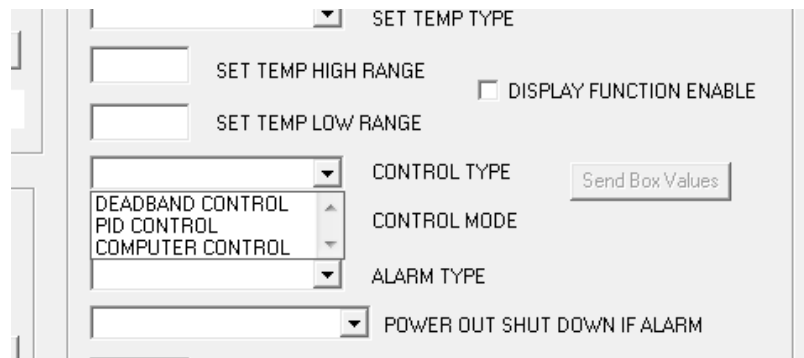 SET TEMP TYPE
SET TEMP HIGH RANGE
DISPLAY FUNCTION ENABLE
SET TEMP LOW RANGE
CONTROL TYPE
Send Box Values
DEADBAND CONTROL
PID CONTROL
CONTROL MODE
COMPUTER CONTROL
ALARM TYPE
POWER OUT SHUT DOWN IF ALARM